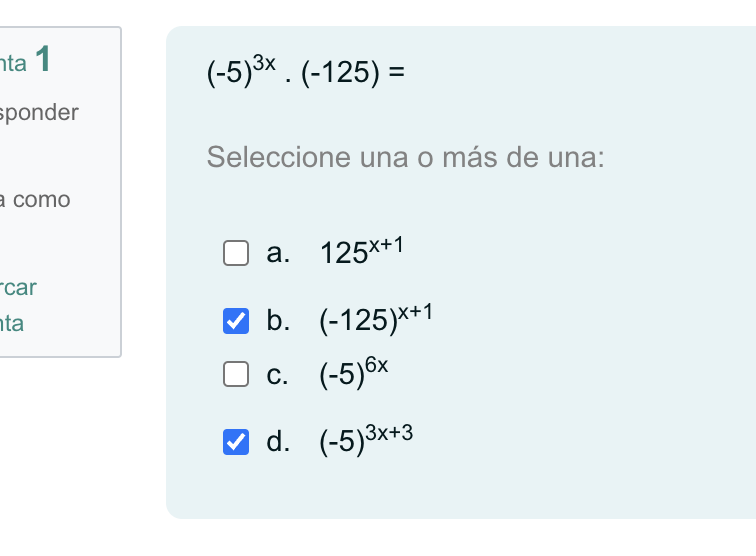 nta 1
sponder
a como
rcar
nta
(-5)³ˣ . (-125) =
Seleccione una o más de una:
a. 125ˣ⁺¹
b. (-125)ˣ⁺¹
c. (-5)⁶ˣ
d. (-5)³ˣ⁺³